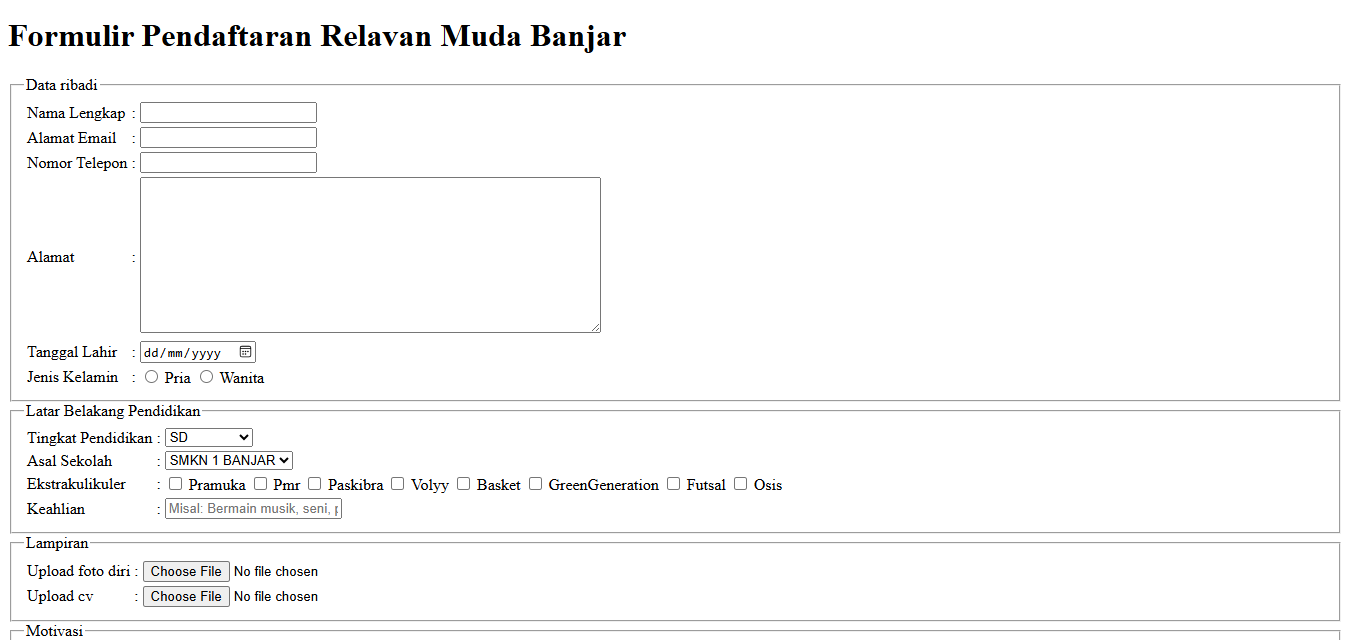 Formulir Pendaftaran Relavan Muda Banjar
Data ribadi
Nama Lengkap :
Alamat Email :
Nomor Telepon :
Alamat :
Tanggal Lahir : dd/mm/yyyy
Jenis Kelamin : Pria Wanita
Latar Belakang Pendidikan
Tingkat Pendidikan : SD
Asal Sekolah : SMKN 1 BANJAR
Ekstrakulikuler : Pramuka Pmr Paskibra Volyy Basket GreenGeneration Futsal Osis
Keahlian : Misal: Bermain musik, seni,
Lampiran
Upload foto diri : Choose File No file chosen
Upload cv : Choose File No file chosen
Motivasi